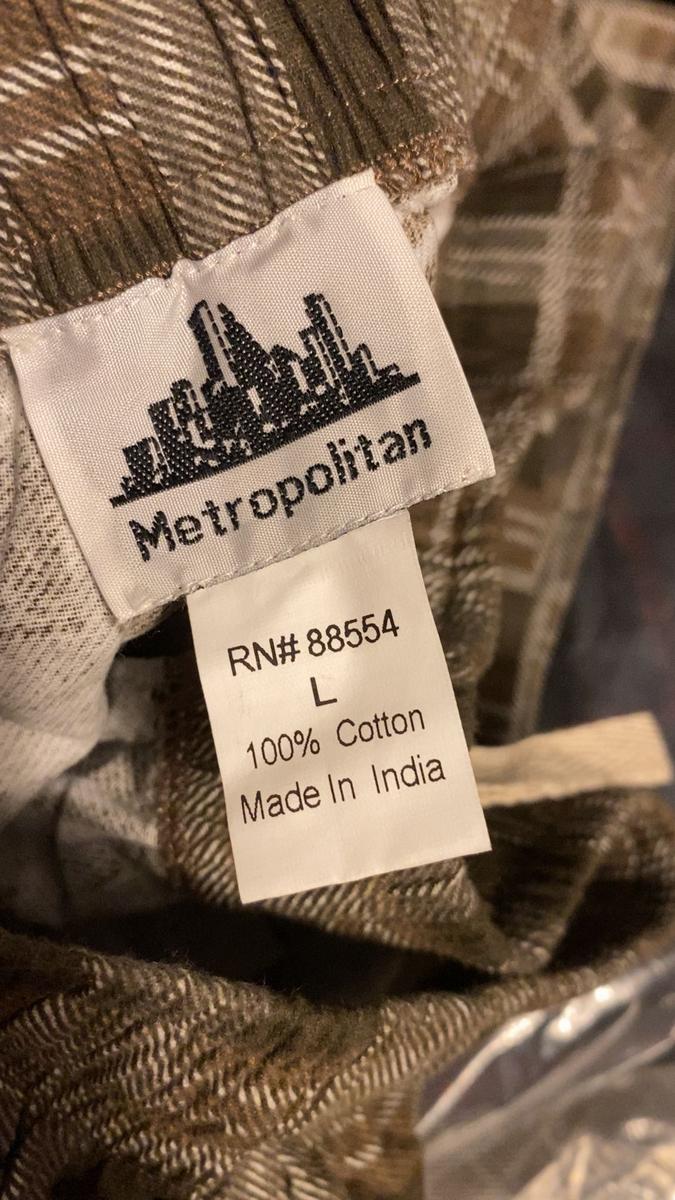 Metropolitan
RN# 88554
L
100% Cotton
Made In India